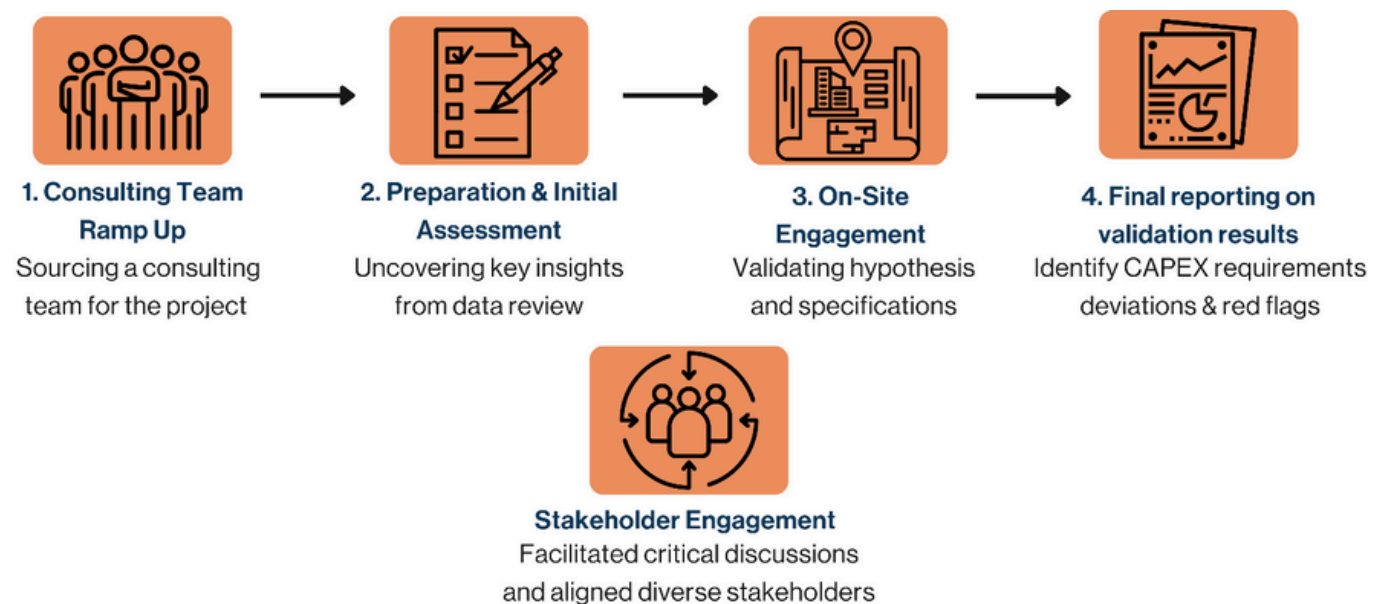 1. Consulting Team
Ramp Up
Sourcing a consulting
team for the project
2. Preparation & Initial
Assessment
Uncovering key insights
from data review
3. On-Site
Engagement
Validating hypothesis
and specifications
4. Final reporting on
validation results
Identify CAPEX requirements
deviations & red flags
Stakeholder Engagement
Facilitated critical discussions
and aligned diverse stakeholders